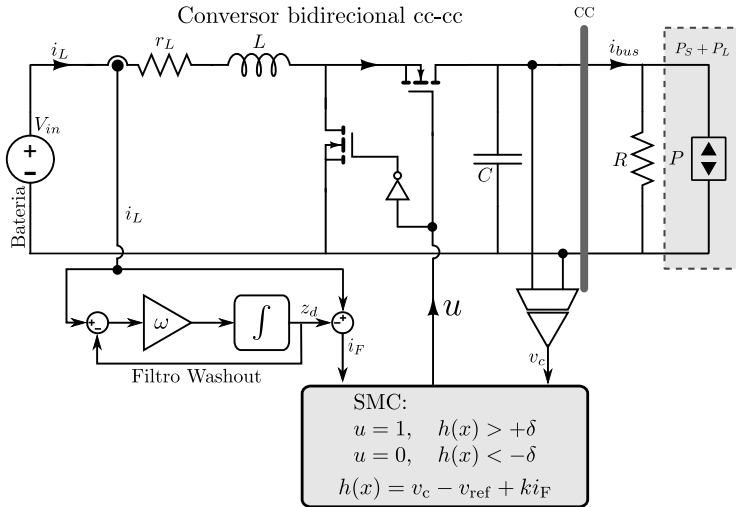 Conversor bidirecional cc-cc
CC
i_L
r_L
L
i_bus
P_S + P_L
V_in
Bateria
C
R
P
i_L
ω
∫
z_d
i_F
Filtro Washout
u
v_c
SMC:
u = 1, h(x) > +δ
u = 0, h(x) < −δ
h(x) = v_c − v_ref + k i_F